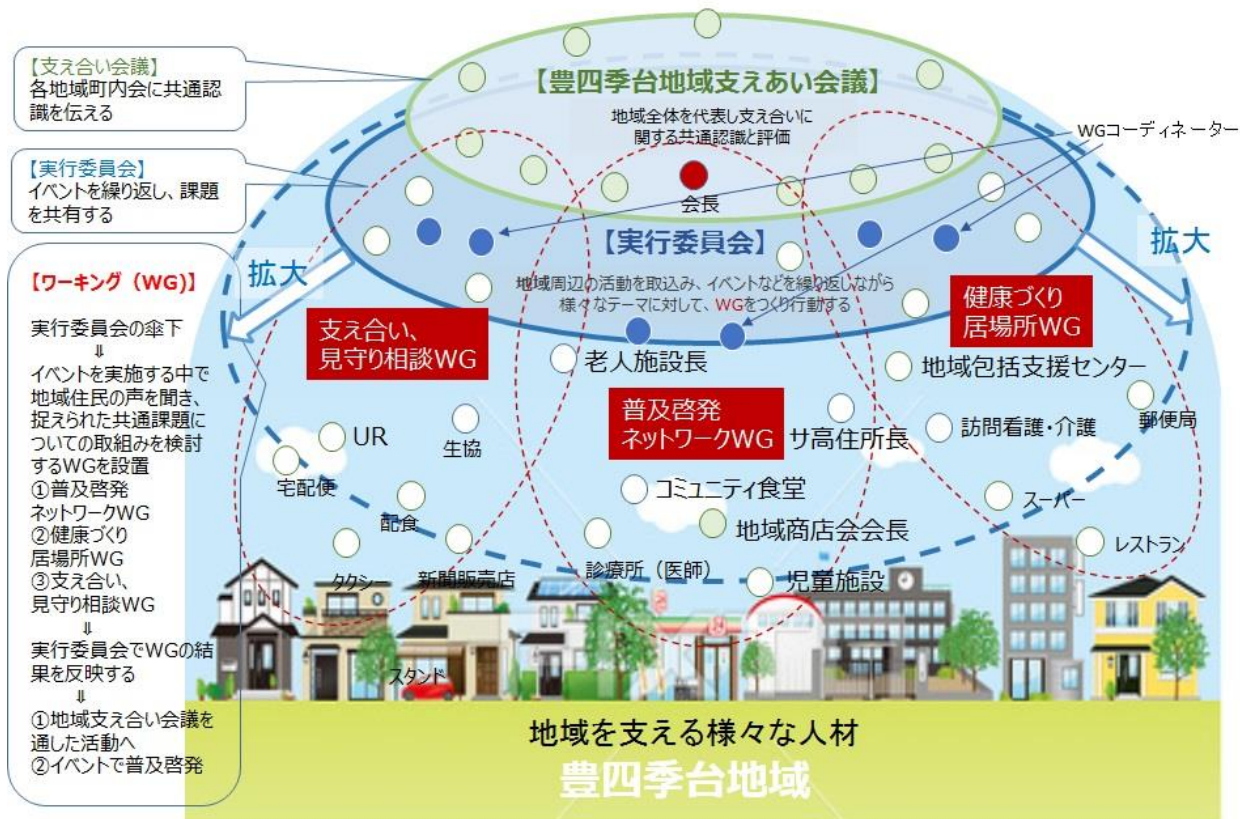 【支え合い会議】
各地域町内会に共通認
識を伝える
【実行委員会】
イベントを繰り返し、課題
を共有する
【ワーキング（WG)】
実行委員会の傘下
⇓
イベントを実施する中で
地域住民の声を聞き、
捉えられた共通課題に
ついての取組みを検討
するWGを設置
①普及啓発
ネットワークWG
②健康づくり
居場所WG
③支え合い、
見守り相談WG
⇓
実行委員会でWGの結
果を反映する
⇓
①地域支え合い会議を
通した活動へ
②イベントで普及啓発
【豊四季台地域支えあい会議】
地域全体を代表し支え合いに
関する共通認識と評価
会長
WGコーディネーター
【実行委員会】
地域周辺の活動を取込み、イベントなどを繰り返しながら
様々なテーマに対して、WGをつくり行動する
拡大
拡大
支え合い、
見守り相談WG
健康づくり
居場所WG
普及啓発
ネットワークWG
老人施設長
地域包括支援センター
サ高住所長
訪問看護・介護
郵便局
UR
生協
宅配便
配食
コミュニティ食堂
地域商店会会長
スーパー
レストラン
タクシー
新聞販売店
診療所（医師）
児童施設
スタンド
地域を支える様々な人材
豊四季台地域